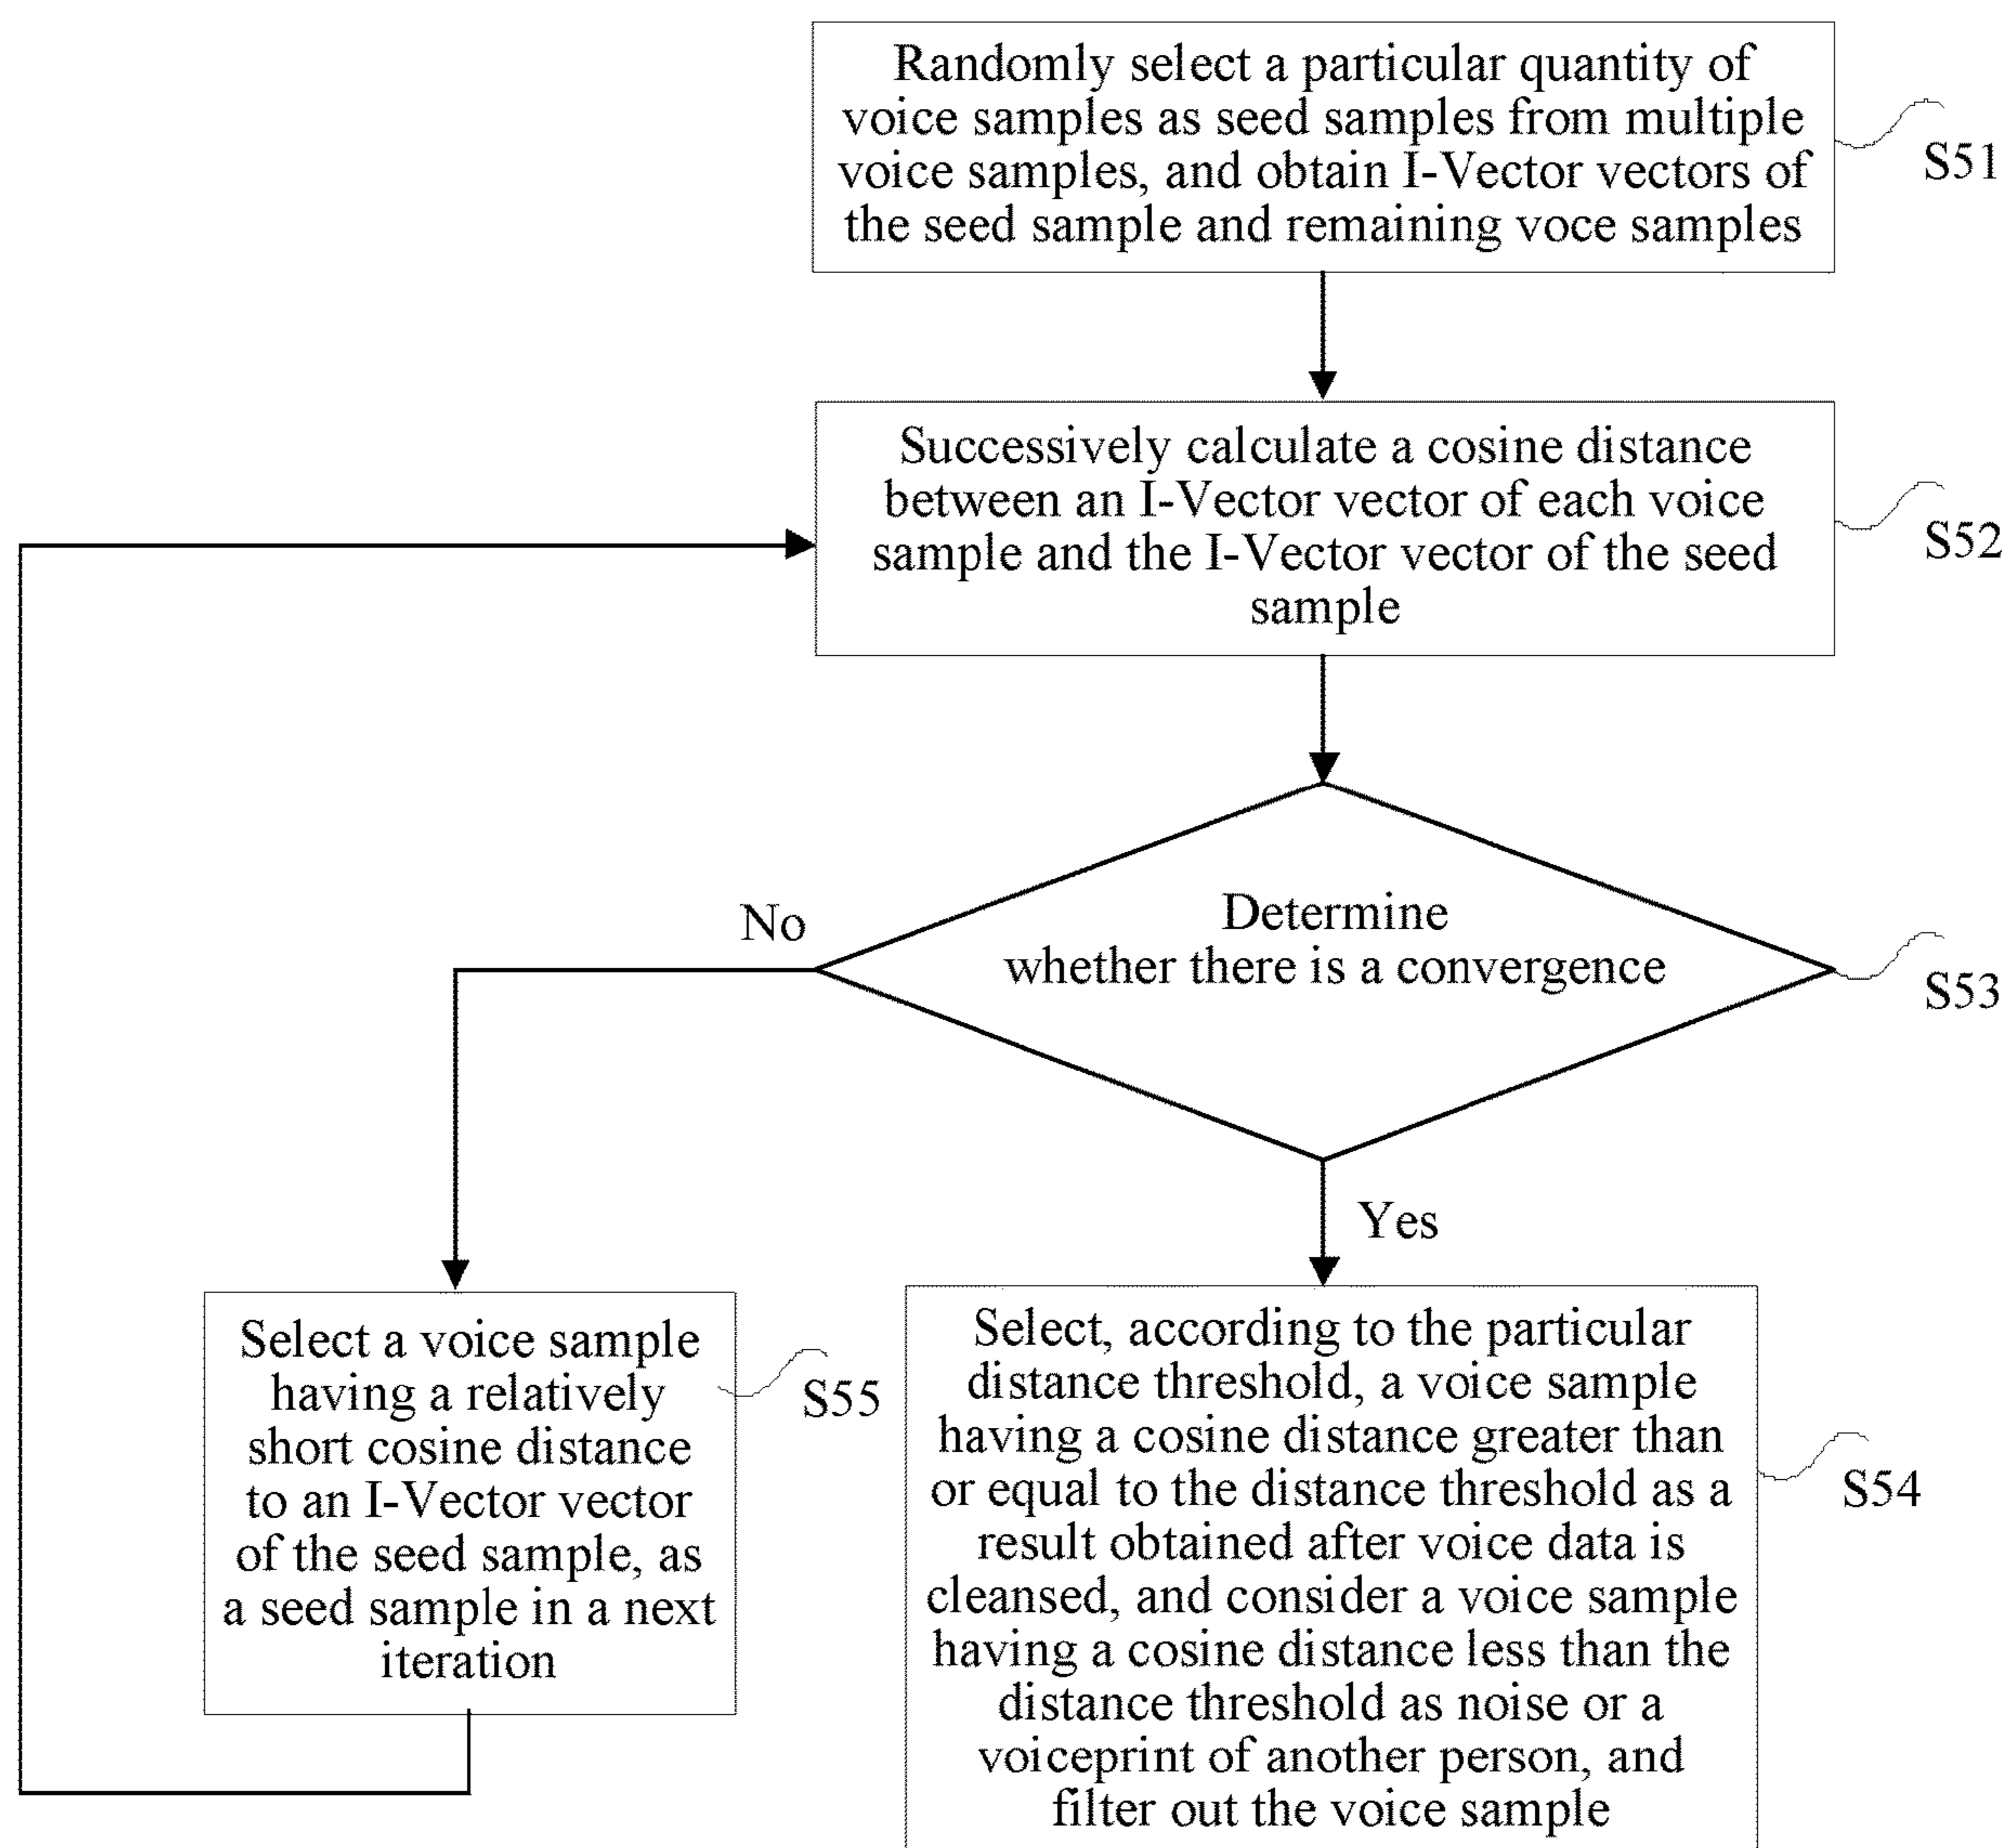 Randomly select a particular quantity of
voice samples as seed samples from multiple
voice samples, and obtain I-Vector vectors of
the seed sample and remaining voce samples
S51
Successively calculate a cosine distance
between an I-Vector vector of each voice
sample and the I-Vector vector of the seed
sample
S52
Determine
whether there is a convergence
S53
No
Yes
Select a voice sample
having a relatively
short cosine distance
to an I-Vector vector
of the seed sample, as
a seed sample in a next
iteration
S55
Select, according to the particular
distance threshold, a voice sample
having a cosine distance greater than
or equal to the distance threshold as a
result obtained after voice data is
cleansed, and consider a voice sample
having a cosine distance less than the
distance threshold as noise or a
voiceprint of another person, and
filter out the voice sample
S54